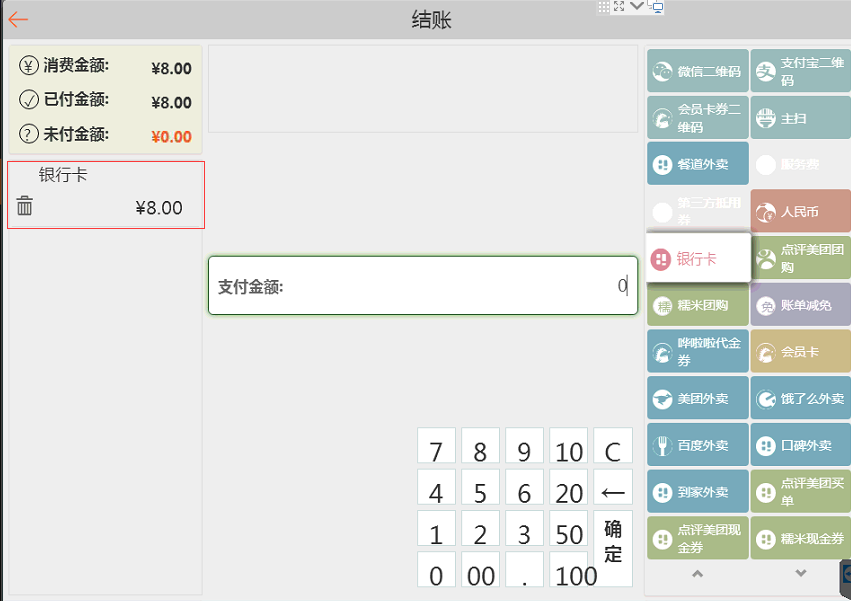 结账
消费金额: ¥8.00
已付金额: ¥8.00
未付金额: ¥0.00
银行卡
¥8.00
支付金额: 0
7 8 9 10 C
4 5 6 20 ←
1 2 3 50 确定
0 00 . 100
微信二维码
支付宝二维
码
会员卡券二
维码
主扫
餐道外卖
服务费
第三方抵用
券
人民币
银行卡
点评美团团
购
糯 糯米团购
免 账单减免
哗啦啦代金
券
会员卡
美团外卖
饿了么外卖
百度外卖
口碑外卖
到家外卖
点评美团买
单
点评美团现
金券
糯米现金券